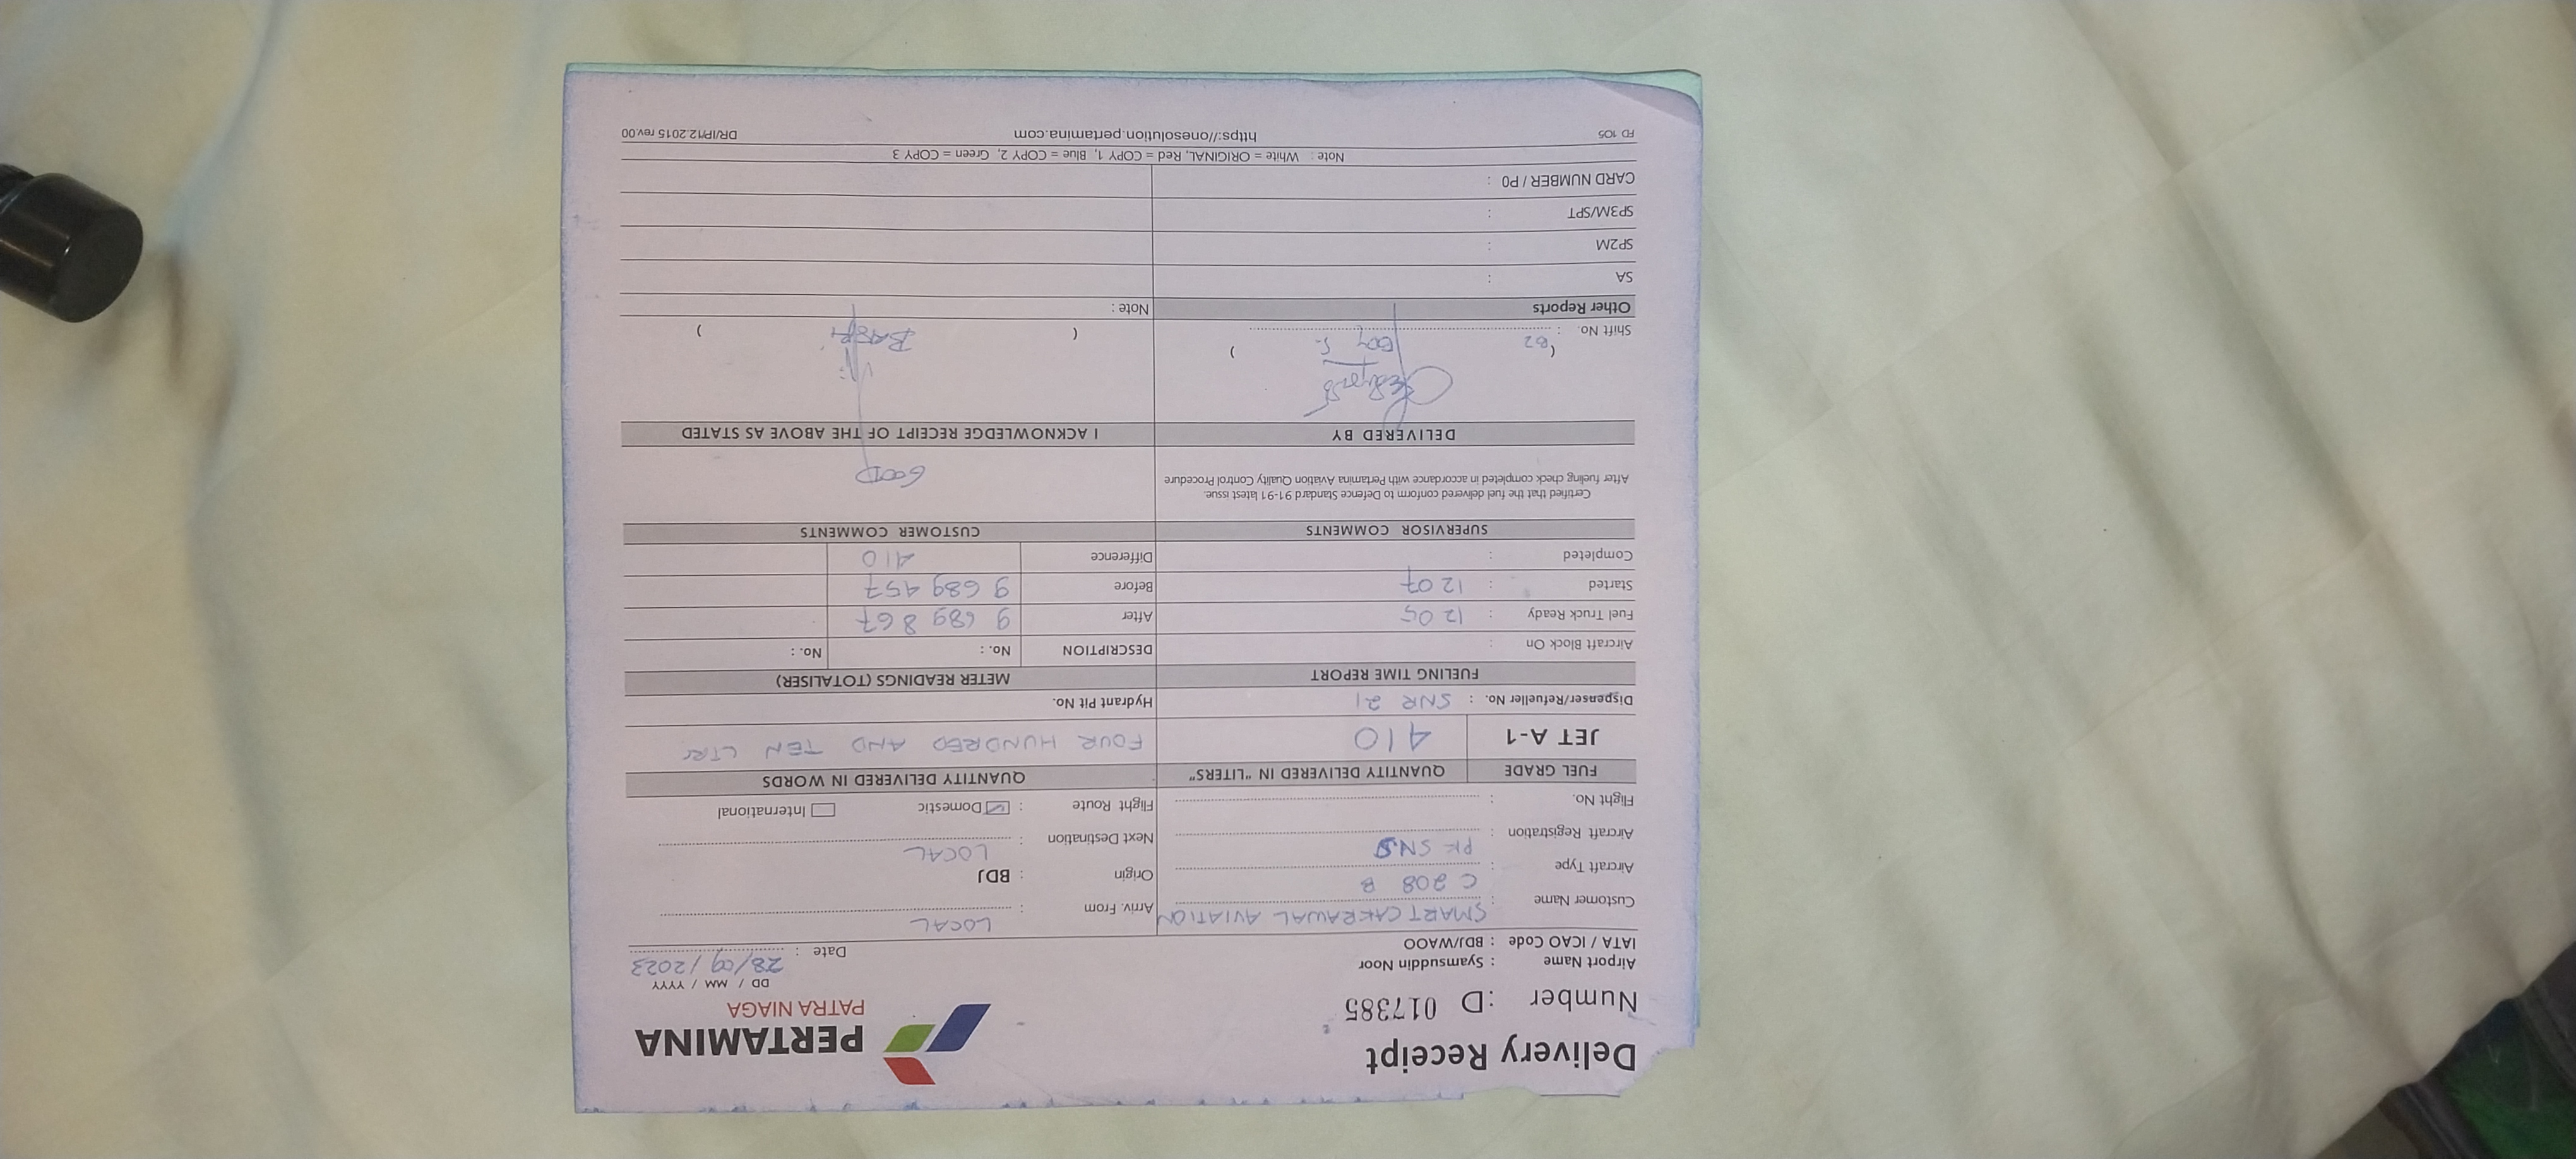 Delivery Receipt
PERTAMINA
PATRA NIAGA
Number : D 017385
DD / MM / YYYY
Airport Name : Syamsuddin Noor
28/09/2023
IATA / ICAO Code : BDJ/WAOO
Date :
Customer Name : SMART CAKRAWAL AVIATION
Arriv. From : LOCAL
Aircraft Type : C 208 B
Origin : BDJ
Aircraft Registration : PK SNS
Next Destination : LOCAL
Flight No. :
Flight Route : Domestic International
FUEL GRADE QUANTITY DELIVERED IN "LITERS" QUANTITY DELIVERED IN WORDS
JET A-1 410 FOUR HUNDRED AND TEN LTRS
Dispenser/Refueller No. : SNR 21 Hydrant Pit No.
FUELING TIME REPORT METER READINGS (TOTALISER)
Aircraft Block On : DESCRIPTION No. : No. :
Fuel Truck Ready : 1205 After 9 689 867
Started : 1207 Before 9 689 457
Completed : Difference 410
SUPERVISOR COMMENTS CUSTOMER COMMENTS
Certified that the fuel delivered conform to Defence Standard 91-91 latest issue.
After fueling check completed in accordance with Pertamina Aviation Quality Control Procedure
GOOD
DELIVERED BY I ACKNOWLEDGE RECEIPT OF THE ABOVE AS STATED
( ) ( )
Shift No. :
Other Reports Note :
SA :
SP2M :
SP3M/SPT :
CARD NUMBER / PO :
Note : White = ORIGINAL, Red = COPY 1, Blue = COPY 2, Green = COPY 3
FD 105 https://onesolution.pertamina.com DR/IP/12.2015 rev.00